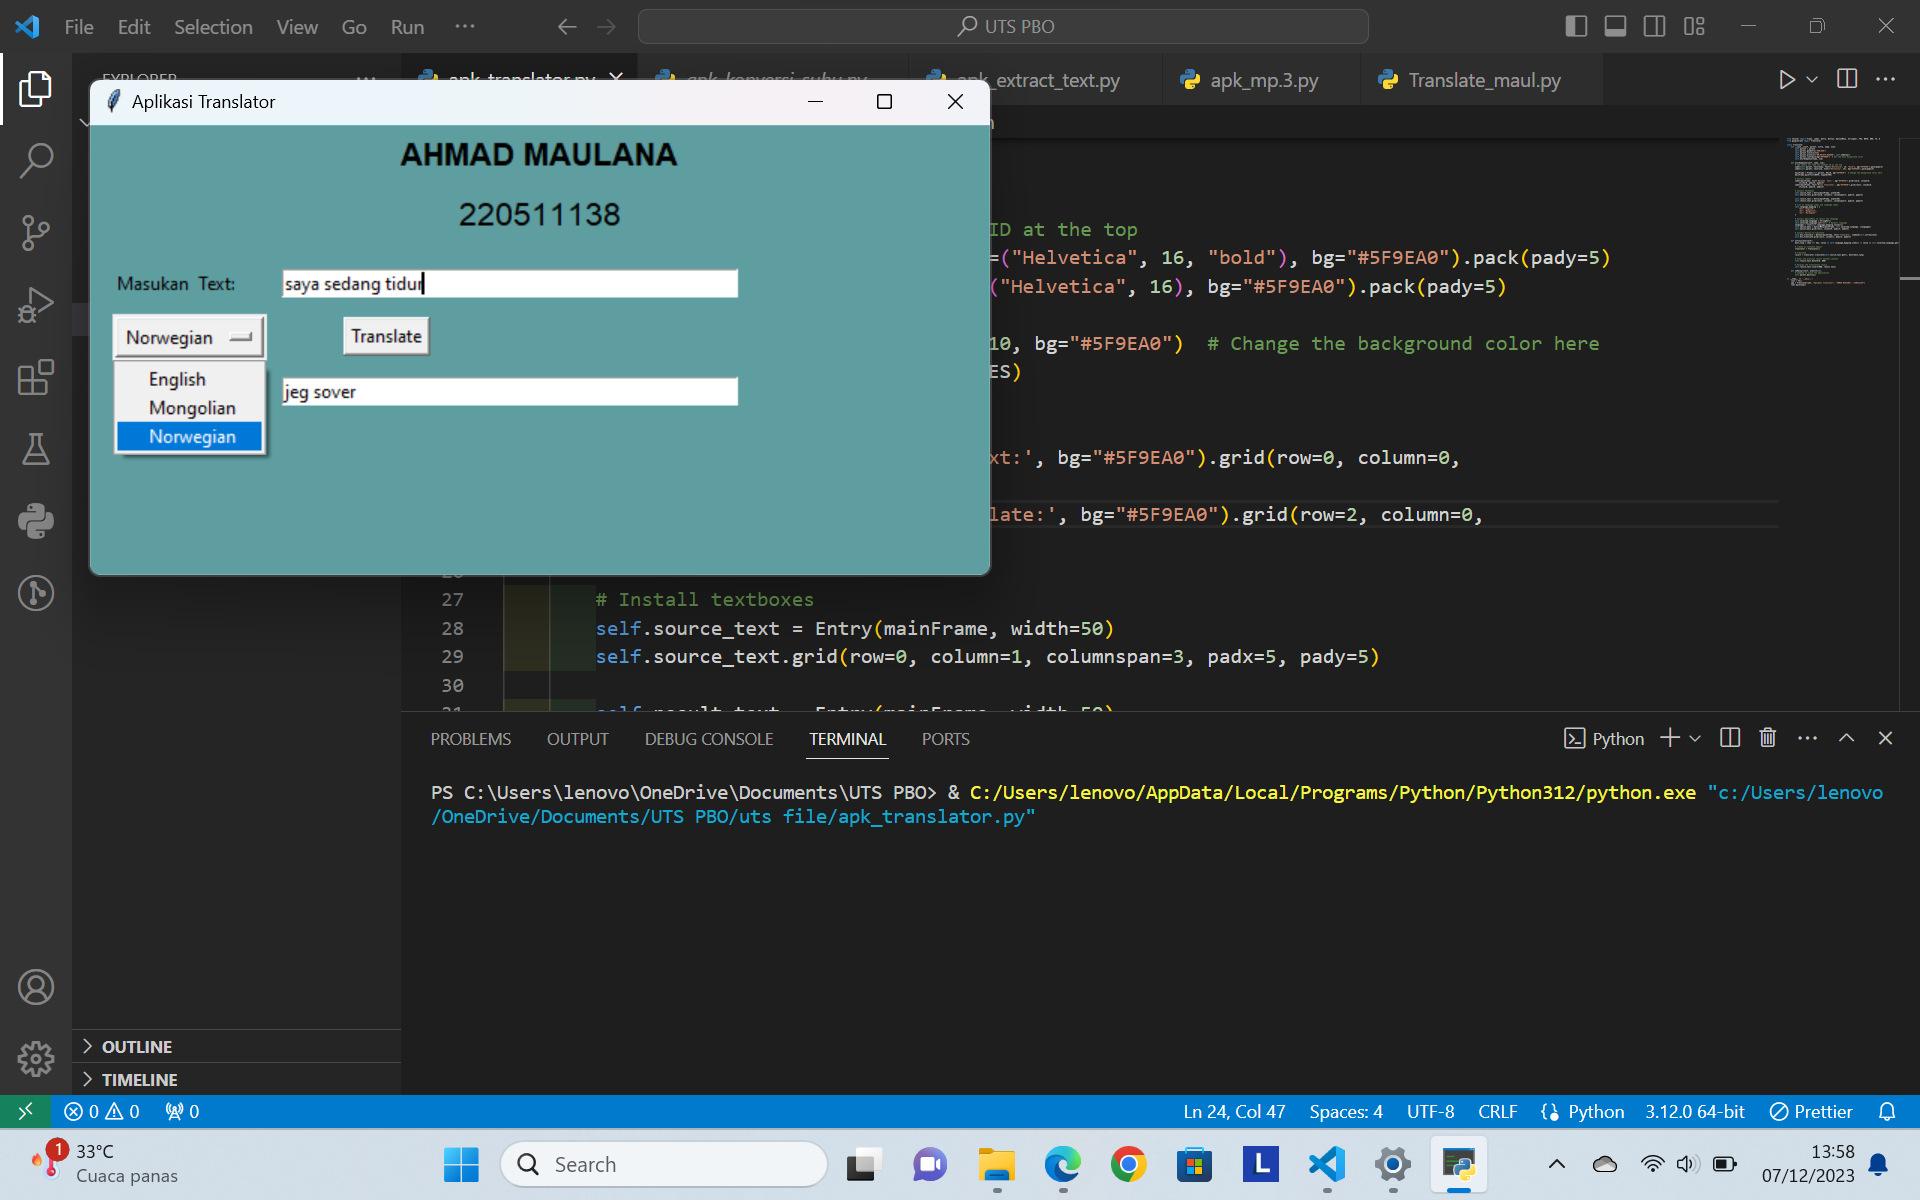 File Edit Selection View Go Run ···
UTS PBO
EXPLORER
apk_translator.py
apk_konversi_suhu.py
apk_extract_text.py
apk_mp.3.py
Translate_maul.py
Aplikasi Translator
AHMAD MAULANA
220511138
Masukan Text:
saya sedang tidur
Norwegian
Translate
English
Mongolian
Norwegian
jeg sover
ID at the top
=("Helvetica", 16, "bold"), bg="#5F9EA0").pack(pady=5)
("Helvetica", 16), bg="#5F9EA0").pack(pady=5)
10, bg="#5F9EA0")  # Change the background color here
ES)
xt:', bg="#5F9EA0").grid(row=0, column=0,
late:', bg="#5F9EA0").grid(row=2, column=0,
27 # Install textboxes
28 self.source_text = Entry(mainFrame, width=50)
29 self.source_text.grid(row=0, column=1, columnspan=3, padx=5, pady=5)
30
31 self.result_text = Entry(mainFrame, width=50)
PROBLEMS OUTPUT DEBUG CONSOLE TERMINAL PORTS
Python
PS C:\Users\lenovo\OneDrive\Documents\UTS PBO> & C:/Users/lenovo/AppData/Local/Programs/Python/Python312/python.exe "c:/Users/lenovo
/OneDrive/Documents/UTS PBO/uts file/apk_translator.py"
OUTLINE
TIMELINE
0 0 0
Ln 24, Col 47 Spaces: 4 UTF-8 CRLF Python 3.12.0 64-bit Prettier
1
33°C
Cuaca panas
Search
L
13:58
07/12/2023